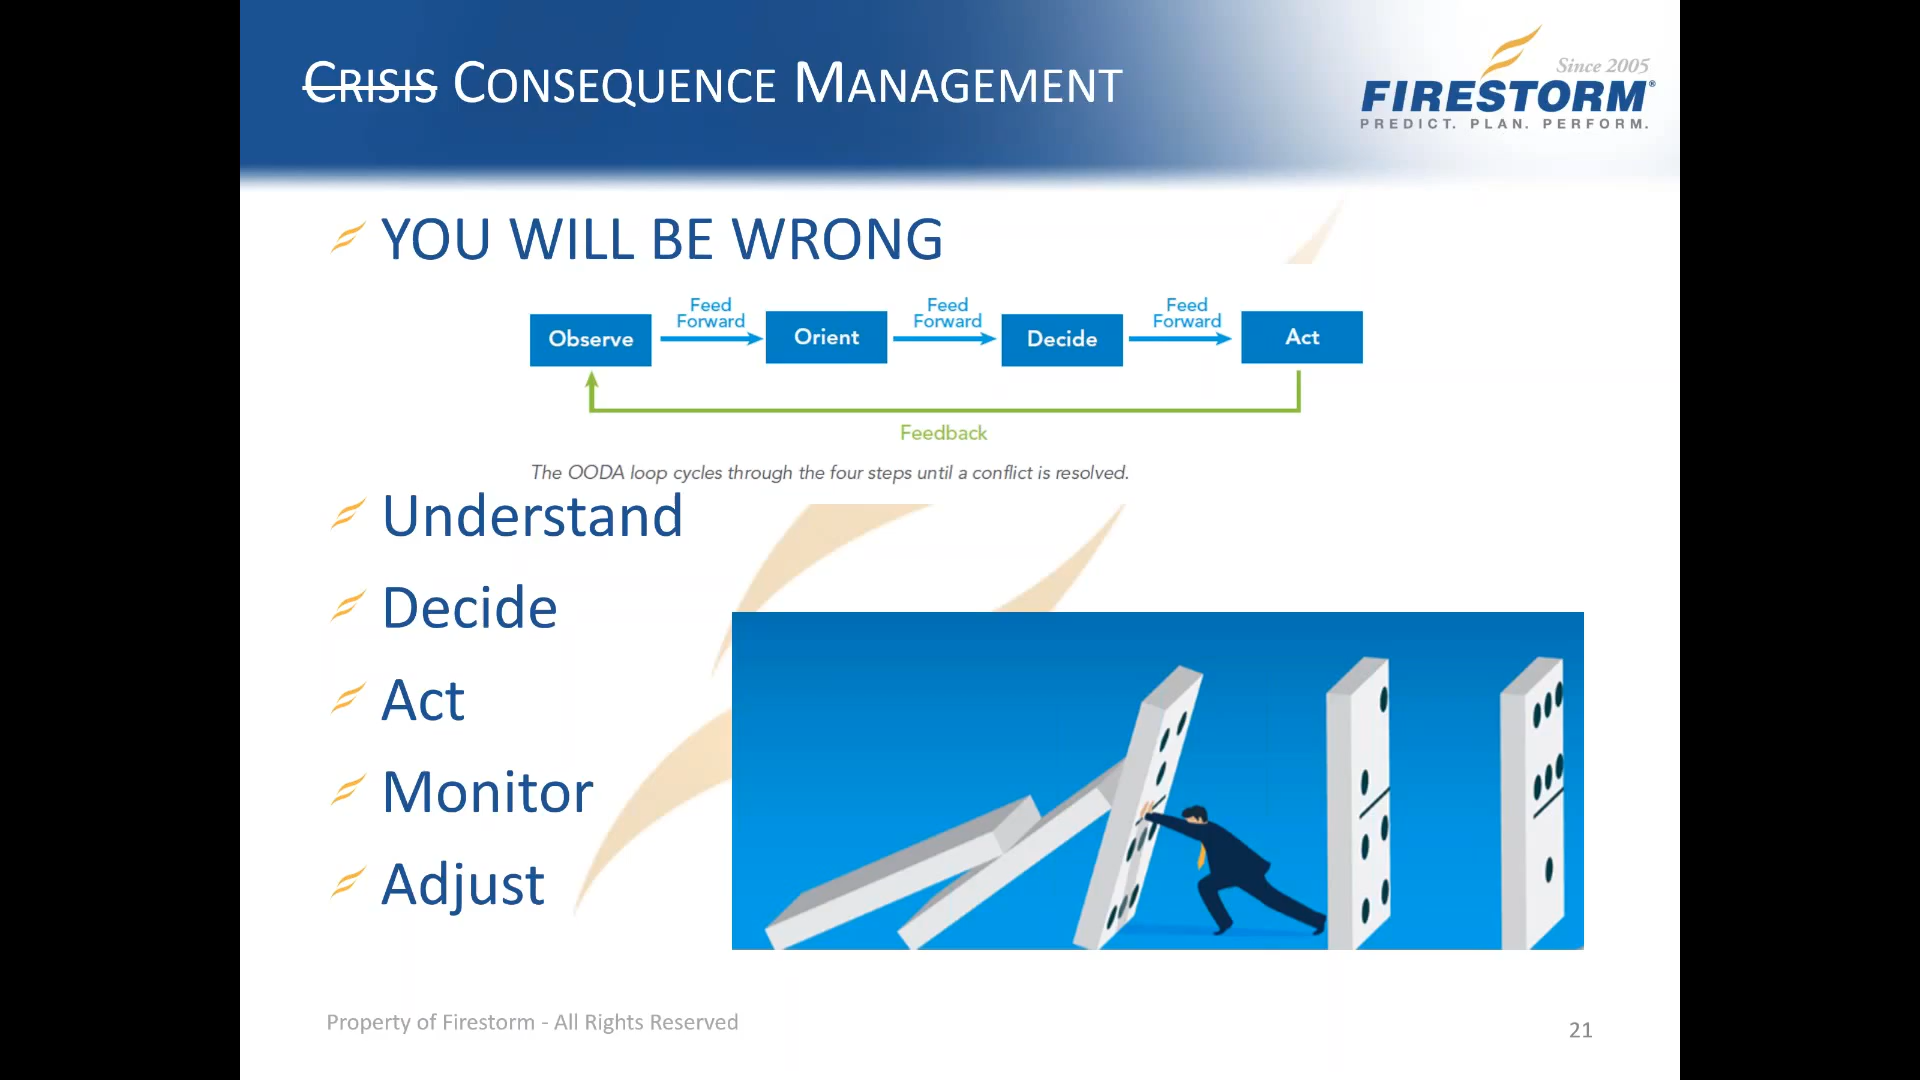 CRISIS CONSEQUENCE MANAGEMENT
Since 2005
FIRESTORM®
PREDICT. PLAN. PERFORM.
YOU WILL BE WRONG
Feed
Forward
Feed
Forward
Feed
Forward
Observe
Orient
Decide
Act
Feedback
The OODA loop cycles through the four steps until a conflict is resolved.
Understand
Decide
Act
Monitor
Adjust
Property of Firestorm - All Rights Reserved
21